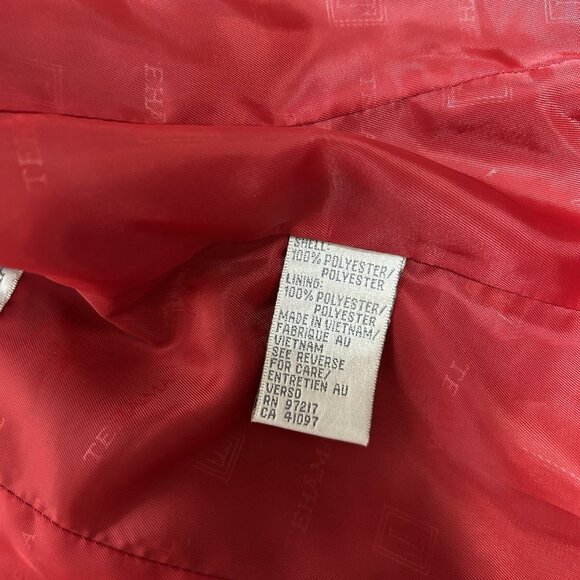 SHELL:
100% POLYESTER/
POLYESTER
LINING:
100% POLYESTER/
POLYESTER
MADE IN VIETNAM/
FABRIQUE AU
VIETNAM
SEE REVERSE
FOR CARE/
ENTRETIEN AU
VERSO
RN 97217
CA 41097
TEHAM